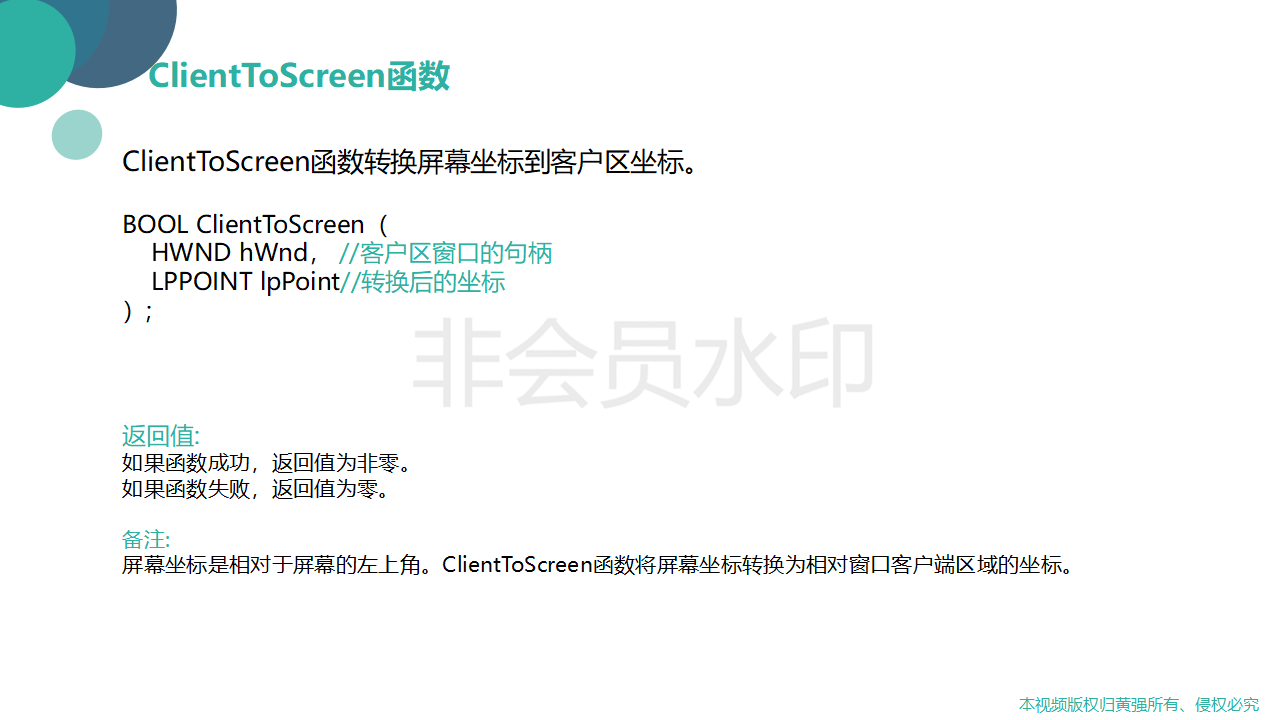 ClientToScreen函数
ClientToScreen函数转换屏幕坐标到客户区坐标。
BOOL ClientToScreen（
HWND hWnd， //客户区窗口的句柄
LPPOINT lpPoint//转换后的坐标
）;
非会员水印
返回值:
如果函数成功，返回值为非零。
如果函数失败，返回值为零。
备注:
屏幕坐标是相对于屏幕的左上角。ClientToScreen函数将屏幕坐标转换为相对窗口客户端区域的坐标。
本视频版权归黄强所有、侵权必究